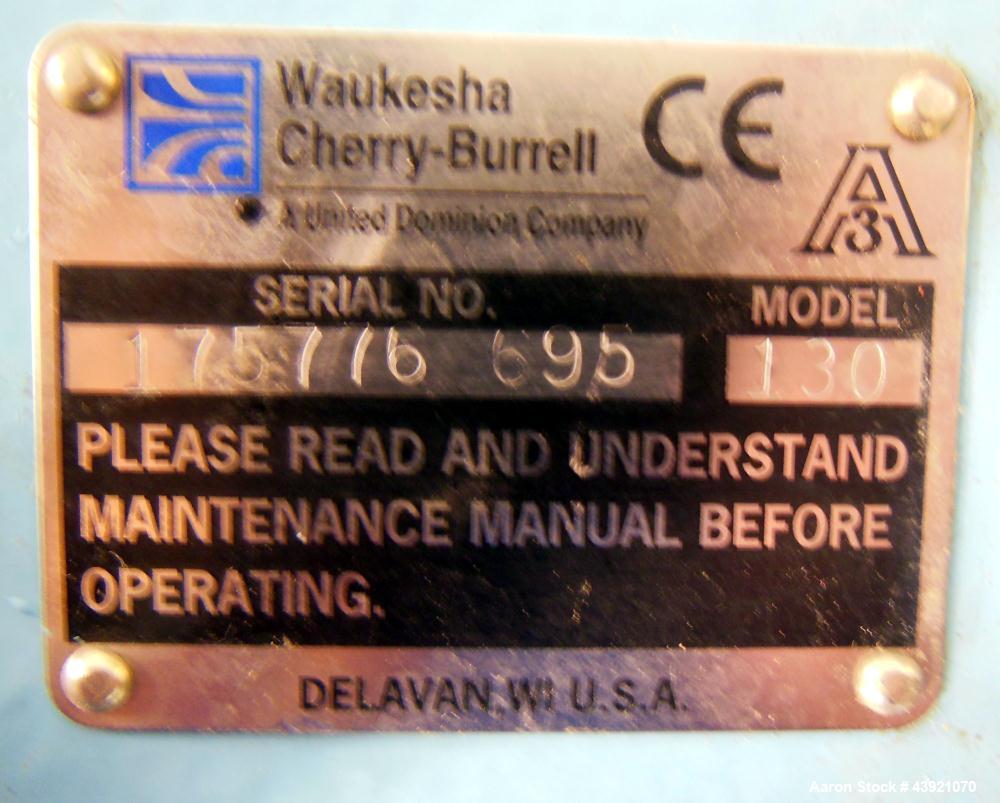 Waukesha
Cherry-Burrell
A United Dominion Company
CE
A
3
SERIAL NO. MODEL
175776 695 130
PLEASE READ AND UNDERSTAND
MAINTENANCE MANUAL BEFORE
OPERATING.
DELAVAN, WI U.S.A.
Aaron Stock # 43921070